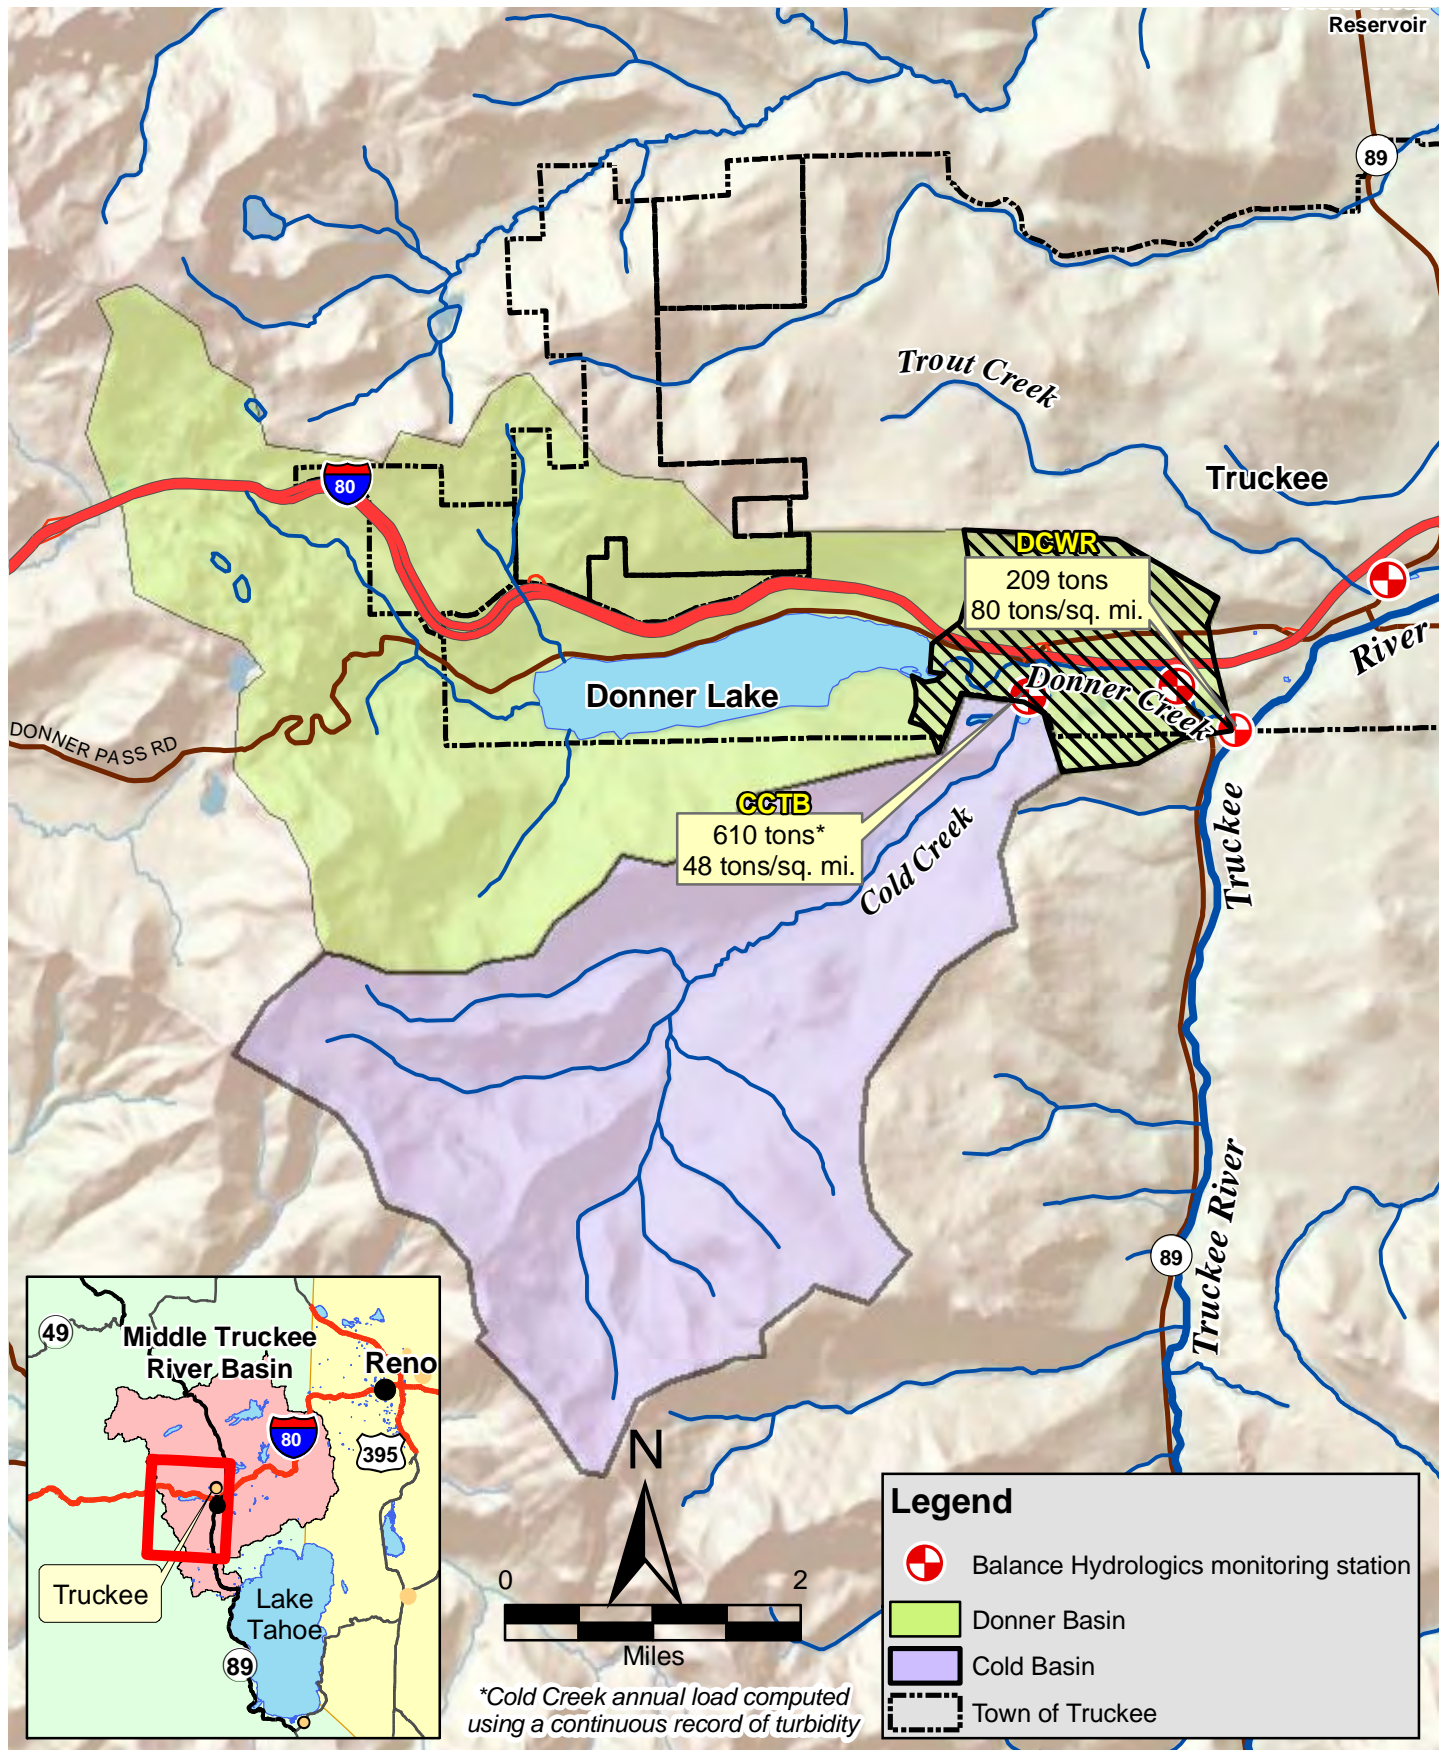 Reservoir
89
Trout Creek
Truckee
80
DCWR
209 tons
80 tons/sq. mi.
River
Donner Lake
Donner Creek
DONNER PASS RD
CCTB
610 tons*
48 tons/sq. mi.
Cold Creek
Truckee
Truckee River
89
49
Middle Truckee
River Basin
Reno
80
395
Truckee
Lake
Tahoe
89
N
0 2
Miles
*Cold Creek annual load computed
using a continuous record of turbidity
Legend
Balance Hydrologics monitoring station
Donner Basin
Cold Basin
Town of Truckee